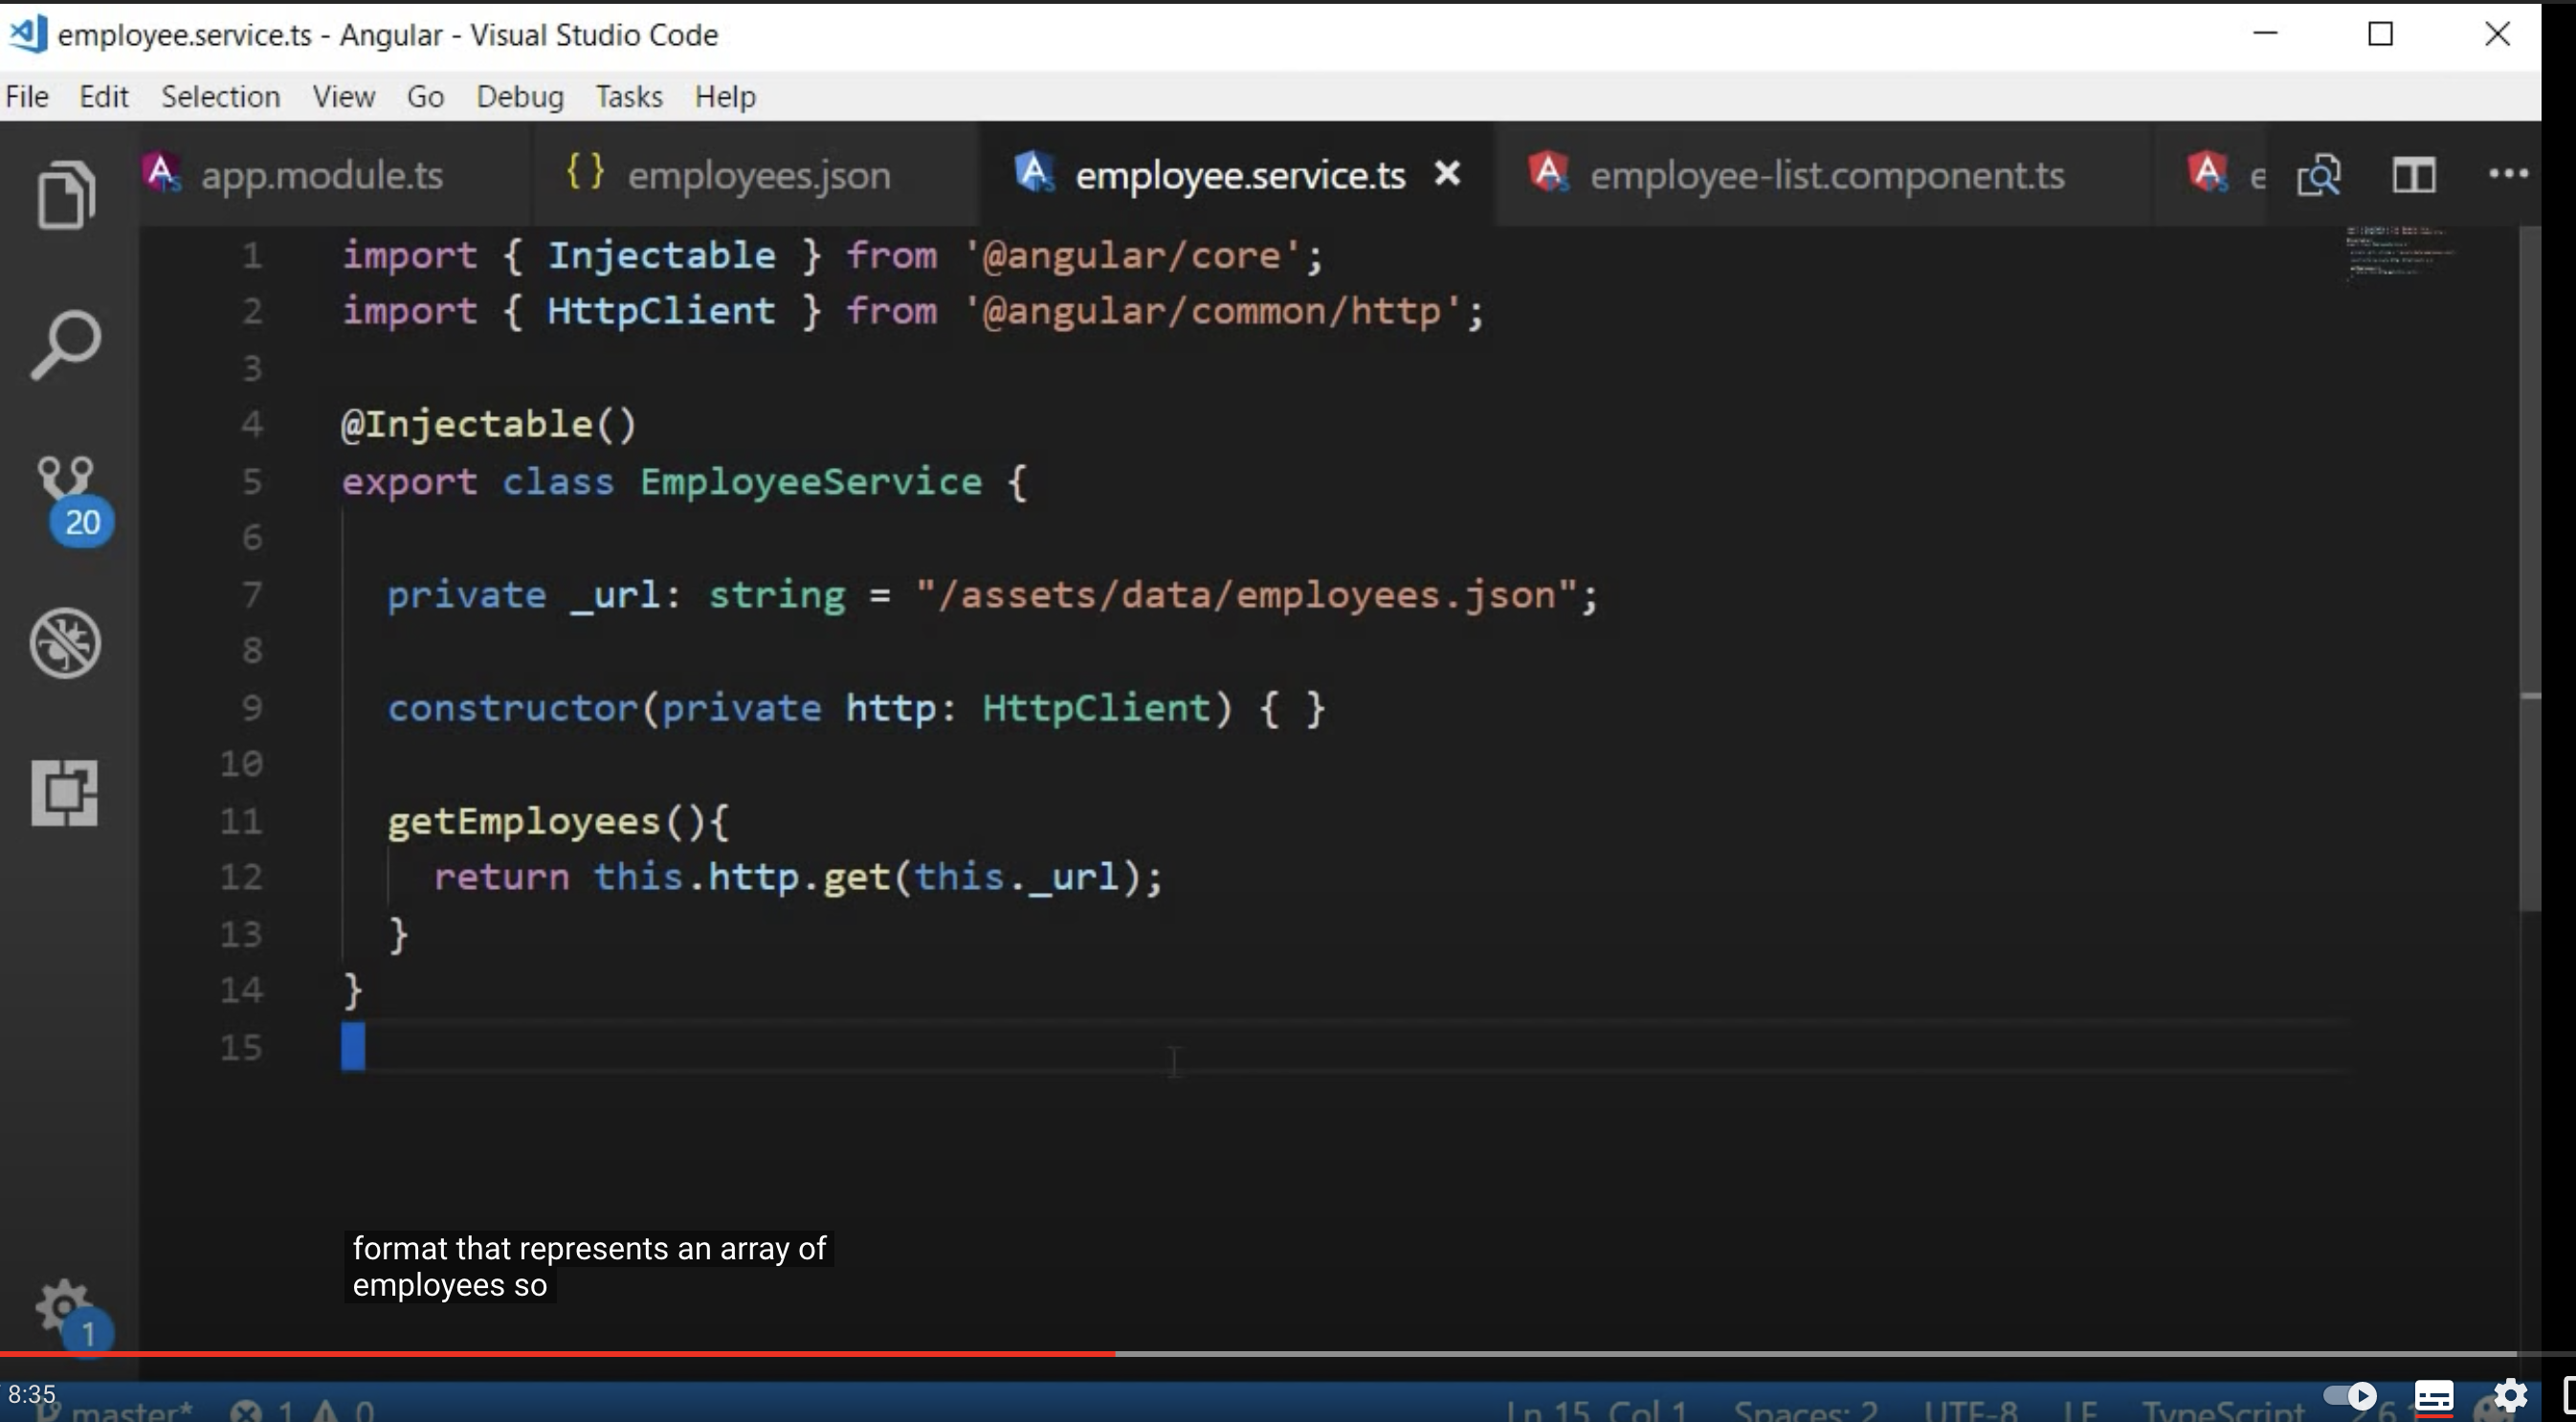 employee.service.ts - Angular - Visual Studio Code
File Edit Selection View Go Debug Tasks Help
app.module.ts {} employees.json employee.service.ts × employee-list.component.ts e ...
1 import { Injectable } from '@angular/core';
2 import { HttpClient } from '@angular/common/http';
3
4 @Injectable()
5 export class EmployeeService {
6
7 private _url: string = "/assets/data/employees.json";
8
9 constructor(private http: HttpClient) { }
10
11 getEmployees(){
12 return this.http.get(this._url);
13 }
14 }
15
20
format that represents an array of
employees so
1
8:35
master* 1 0 Ln 15, Col 1 Spaces: 2 UTF-8 LF TypeScript